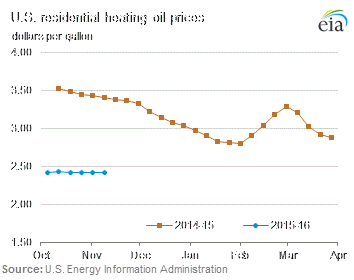 U.S. residential heating oil prices
dollars per gallon
eia
4.00
3.50
3.00
2.50
2.00
1.50
Oct Nov Dec Jan Feb Mar Apr
2014-15 2015-16
Source: U.S. Energy Information Administration